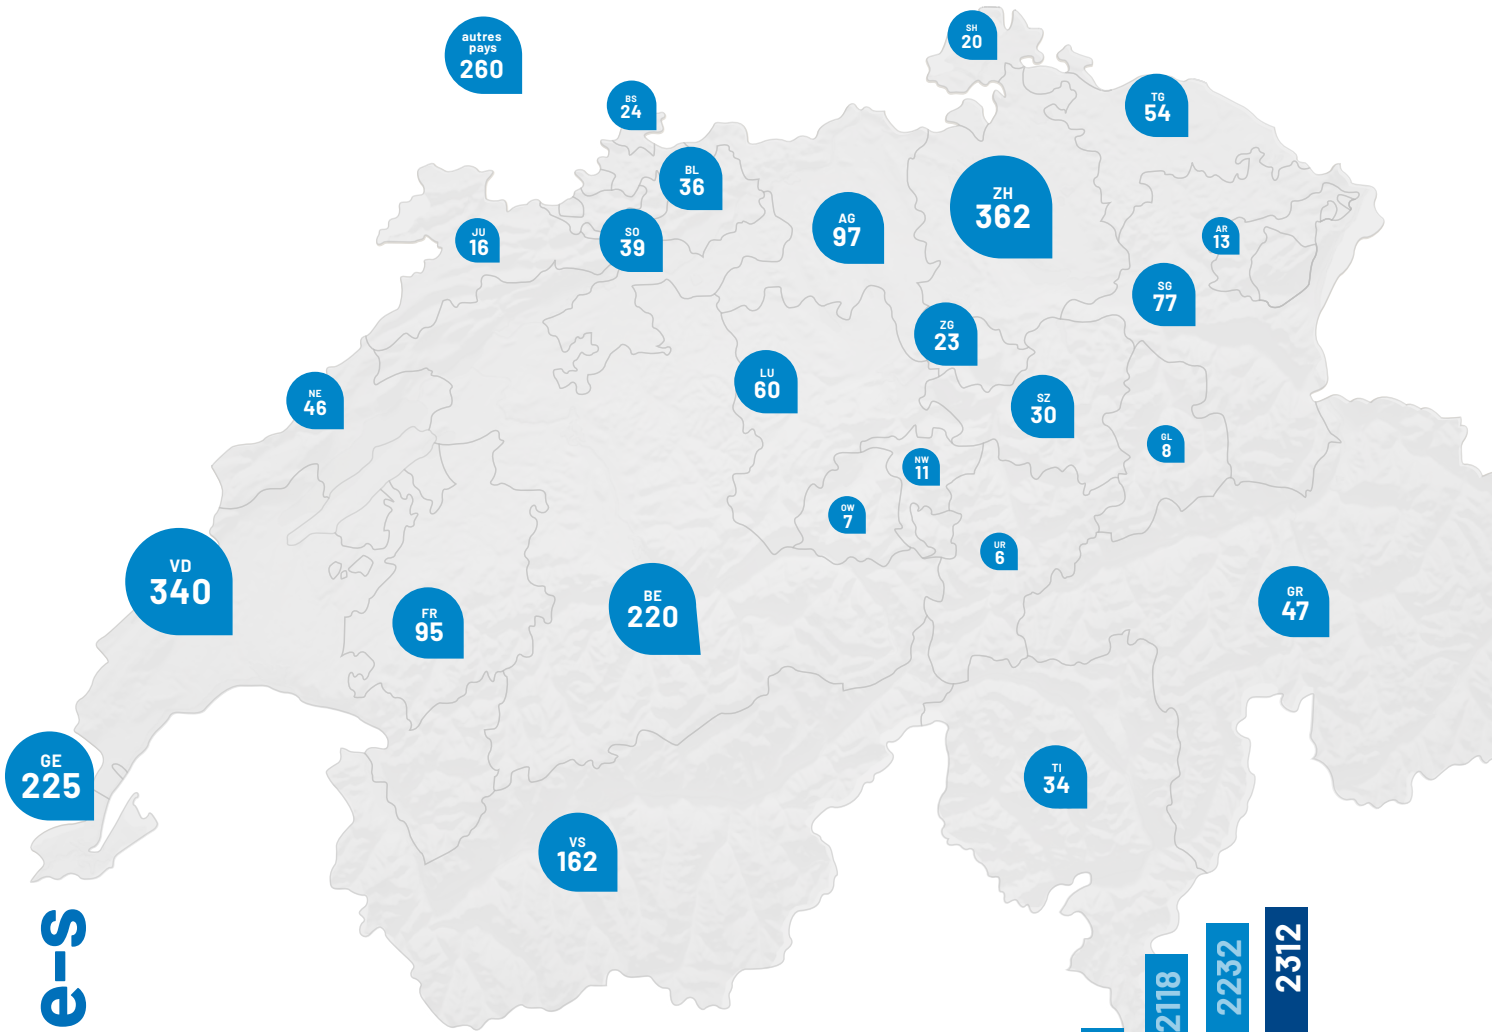 autres
pays
260
SH
20
BS
24
TG
54
BL
36
ZH
362
AG
97
JU
16
SO
39
AR
13
SG
77
ZG
23
LU
60
NE
46
SZ
30
GL
8
NW
11
OW
7
UR
6
VD
340
FR
95
BE
220
GR
47
GE
225
TI
34
VS
162
e-s
2118
2232
2312